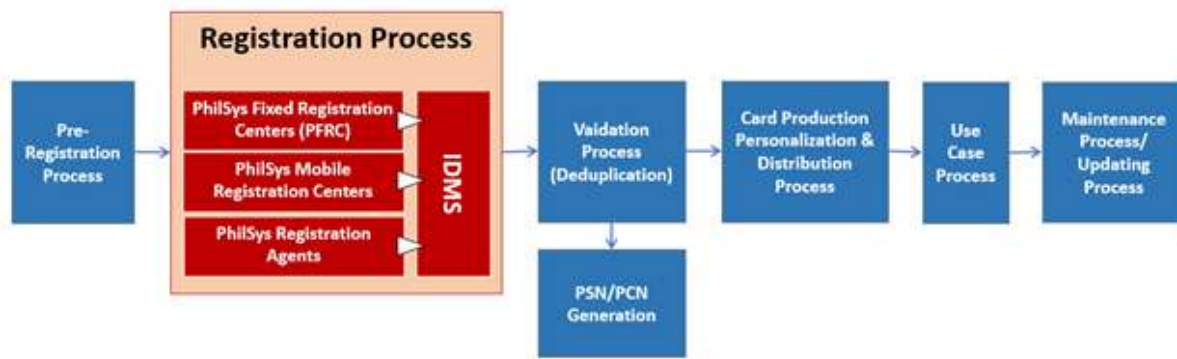 Registration Process
Pre-
Registration
Process
PhilSys Fixed Registration
Centers (PFRC)
PhilSys Mobile
Registration Centers
PhilSys Registration
Agents
IDMS
Vaidation
Process
(Deduplication)
PSN/PCN
Generation
Card Production
Personalization &
Distribution
Process
Use
Case
Process
Maintenance
Process/
Updating
Process